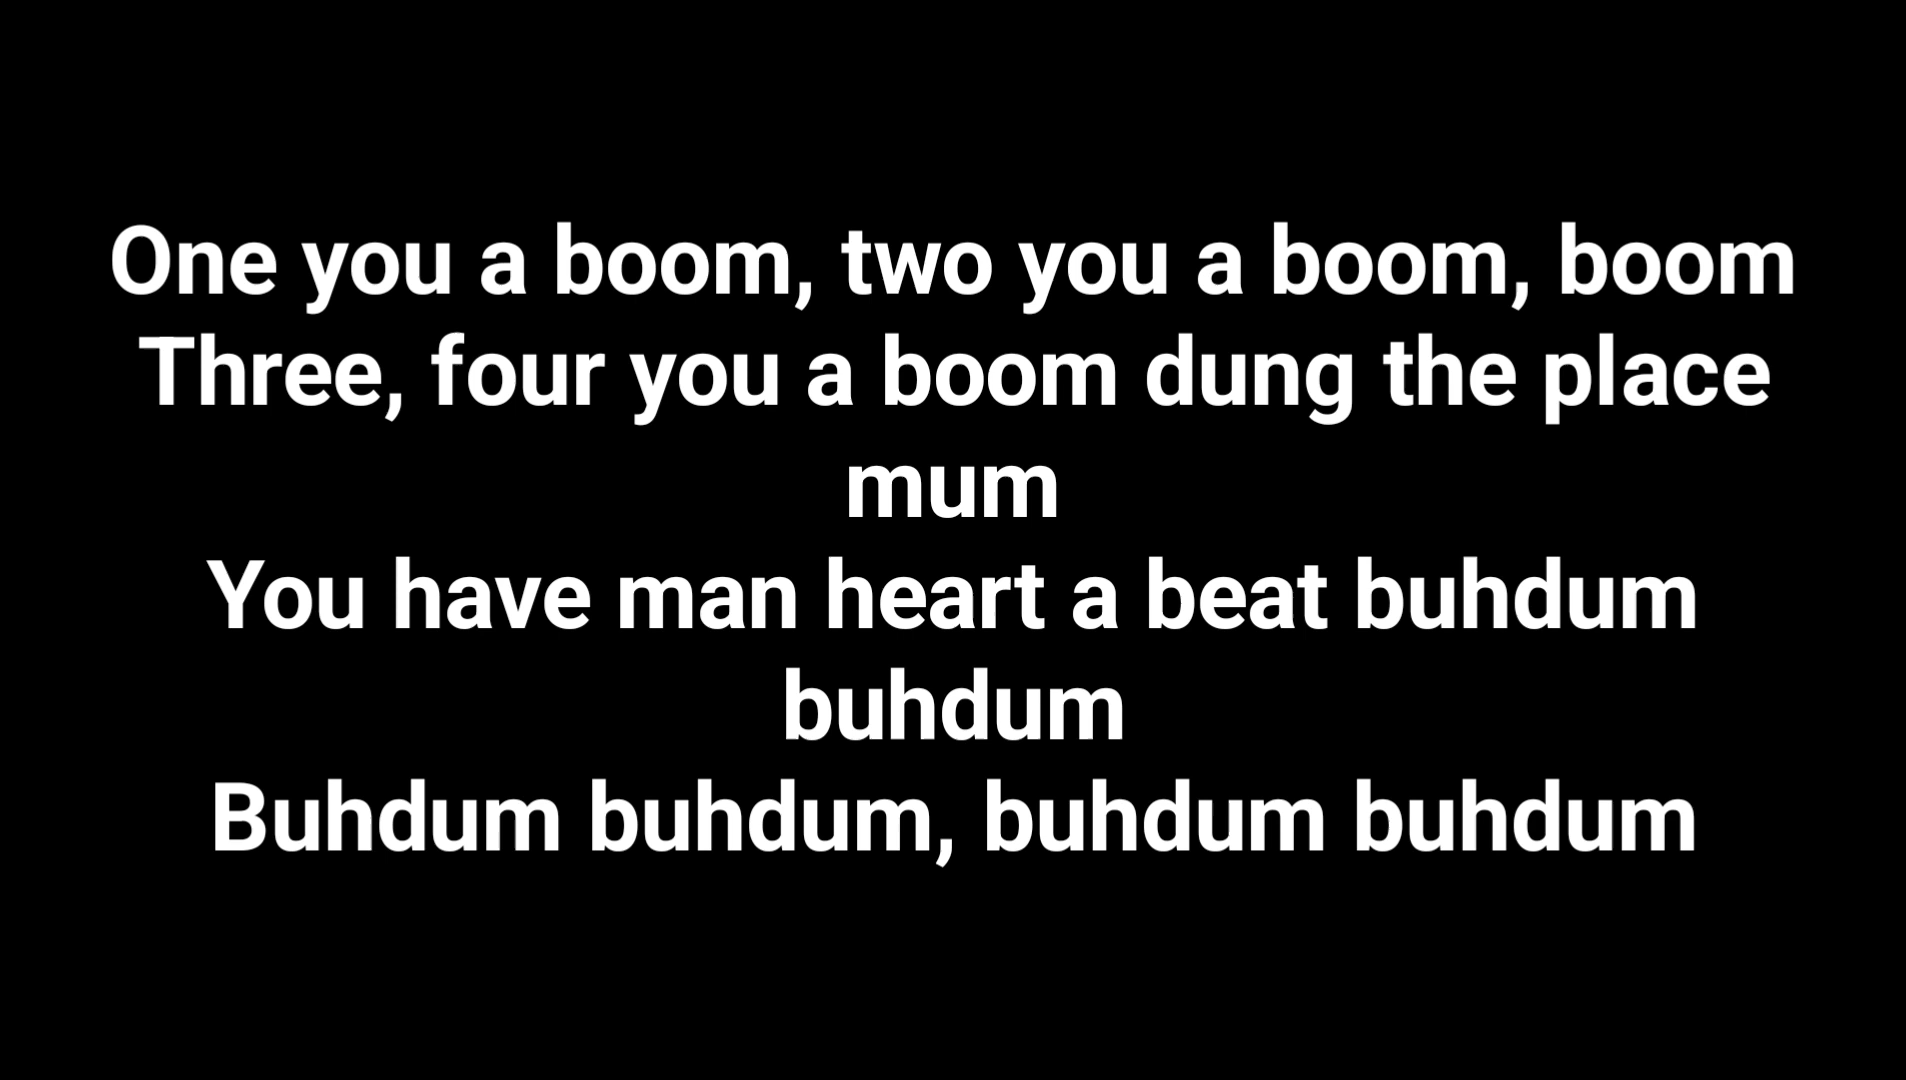 One you a boom, two you a boom, boom
Three, four you a boom dung the place
mum
You have man heart a beat buhdum
buhdum
Buhdum buhdum, buhdum buhdum